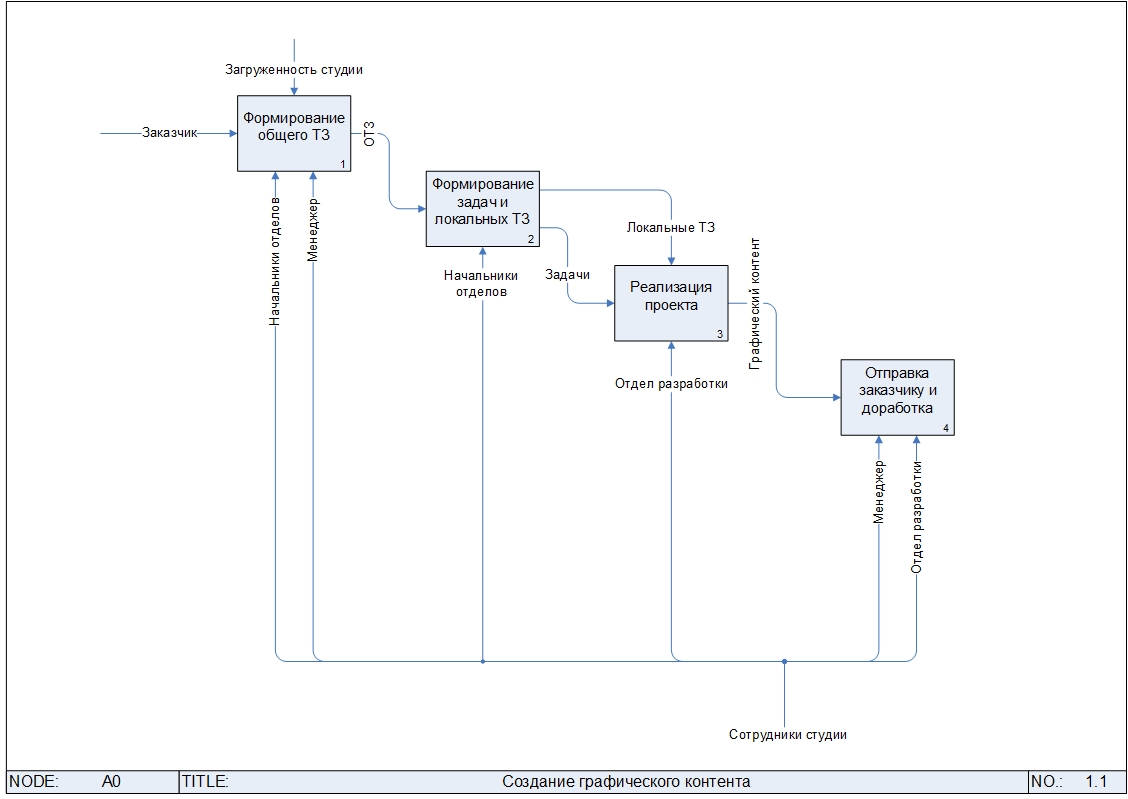 Загруженность студии
Заказчик
Формирование
общего ТЗ
1
ОТЗ
Формирование
задач и
локальных ТЗ
2
Начальники отделов
Менеджер
Начальники
отделов
Локальные ТЗ
Задачи
Реализация
проекта
3
Графический контент
Отдел разработки
Отправка
заказчику и
доработка
4
Менеджер
Отдел разработки
Сотрудники студии
NODE: A0 TITLE: Создание графического контента NO.: 1.1